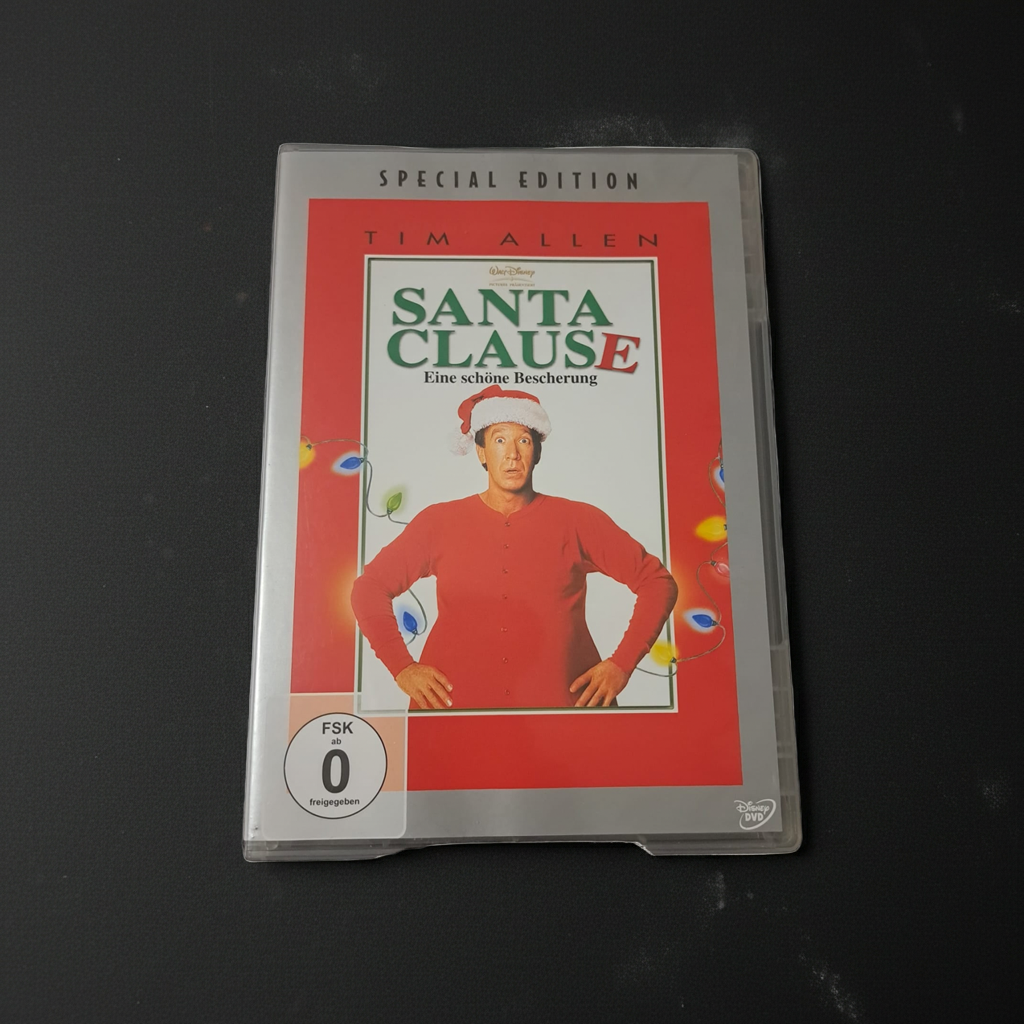 SPECIAL EDITION
TIM ALLEN
Walt Disney
SANTA
CLAUSE
Eine schöne Bescherung
FSK
ab
0
freigegeben
Disney
DVD